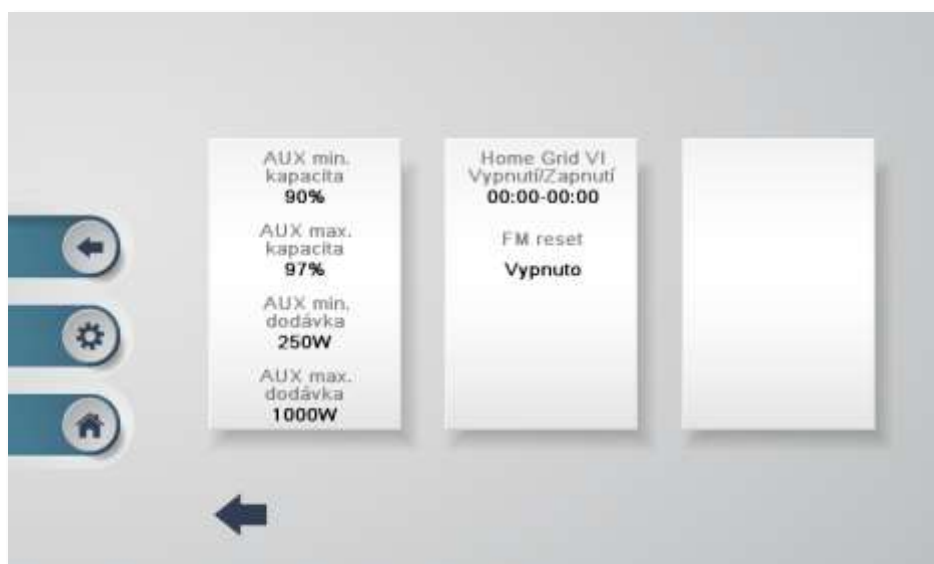 AUX min.
kapacita
90%
AUX max.
kapacita
97%
AUX min.
dodávka
250W
AUX max.
dodávka
1000W
Home Grid VI
Vypnutí/Zapnutí
00:00-00:00
FM reset
Vypnuto